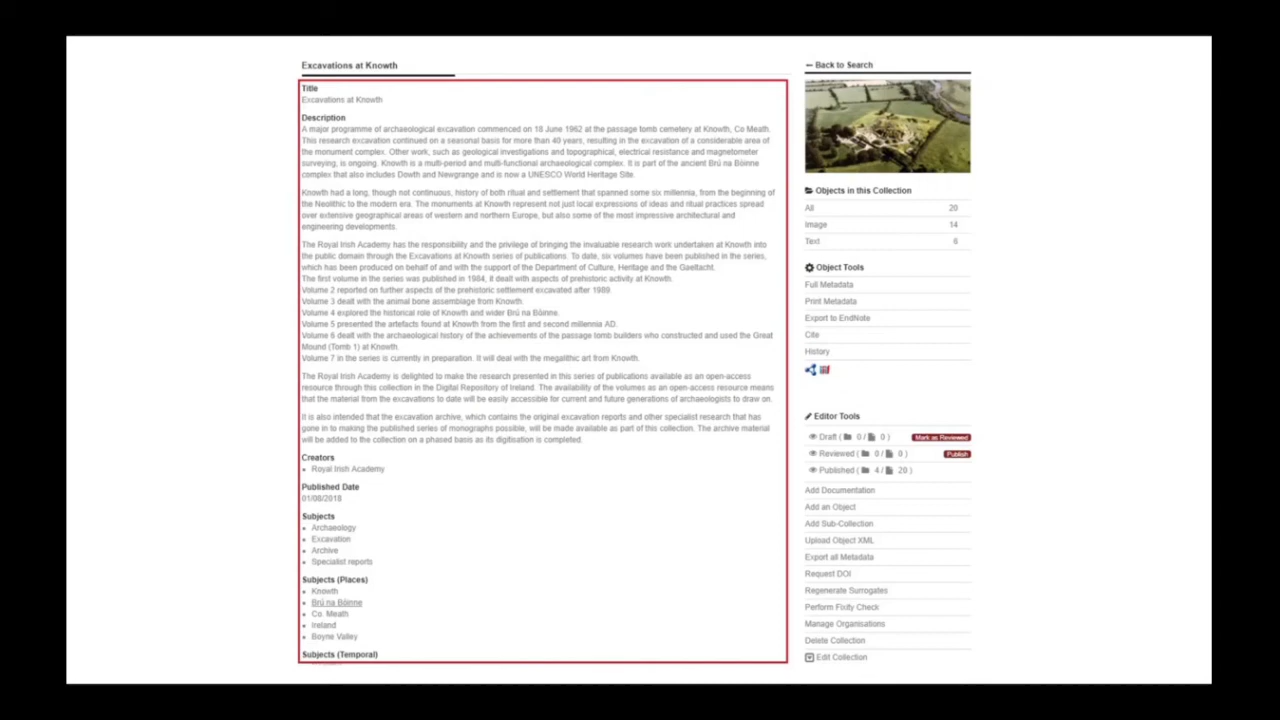 Excavations at Knowth
Title
Excavations at Knowth
Description
A major programme of archaeological excavation commenced on 18 June 1962 at the passage tomb cemetery at Knowth, Co Meath.
This research excavation continued on a seasonal basis for more than 40 years, resulting in the excavation of a considerable area of
the monument complex. Other work, such as geological investigations and topographical, electrical resistance and magnetometer
surveying, is ongoing. Knowth is a multi-period and multi-functional archaeological complex. It is part of the ancient Brú na Bóinne
complex that also includes Dowth and Newgrange and is now a UNESCO World Heritage Site.
Knowth had a long, though not continuous, history of both ritual and settlement that spanned some six millennia, from the beginning of
the Neolithic to the modern era. The monuments at Knowth represent not just local expressions of ideas and ritual practices spread
over extensive geographical areas of western and northern Europe, but also some of the most impressive architectural and
engineering developments.
The Royal Irish Academy has the responsibility and the privilege of bringing the invaluable research work undertaken at Knowth into
the public domain through the Excavations at Knowth series of publications. To date, six volumes have been published in the series,
which has been produced on behalf of and with the support of the Department of Culture, Heritage and the Gaeltacht.
The first volume in the series was published in 1984, it dealt with aspects of prehistoric activity at Knowth.
Volume 2 reported on further aspects of the prehistoric settlement excavated after 1989.
Volume 3 dealt with the animal bone assemblage from Knowth.
Volume 4 explored the historical role of Knowth and wider Brú na Bóinne.
Volume 5 presented the artefacts found at Knowth from the first and second millennia AD.
Volume 6 dealt with the archaeological history of the achievements of the passage tomb builders who constructed and used the Great
Mound (Tomb 1) at Knowth.
Volume 7 in the series is currently in preparation. It will deal with the megalithic art from Knowth.
The Royal Irish Academy is delighted to make the research presented in this series of publications available as an open-access
resource through this collection in the Digital Repository of Ireland. The availability of the volumes as an open-access resource means
that the material from the excavations to date will be easily accessible for current and future generations of archaeologists to draw on.
It is also intended that the excavation archive, which contains the original excavation reports and other specialist research that has
gone in to making the published series of monographs possible, will be made available as part of this collection. The archive material
will be added to the collection on a phased basis as its digitisation is completed.
Creators
Royal Irish Academy
Published Date
01/08/2018
Subjects
Archaeology
Excavation
Archive
Specialist reports
Subjects (Places)
Knowth
Brú na Bóinne
Co. Meath
Ireland
Boyne Valley
Subjects (Temporal)
Back to Search
Objects in this Collection
All 20
Image 14
Text 6
Object Tools
Full Metadata
Print Metadata
Export to EndNote
Cite
History
Editor Tools
Draft ( 0 / 0 ) Mark as Reviewed
Reviewed ( 0 / 0 ) Publish
Published ( 4 / 20 )
Add Documentation
Add an Object
Add Sub-Collection
Upload Object XML
Export all Metadata
Request DOI
Regenerate Surrogates
Perform Fixity Check
Manage Organisations
Delete Collection
Edit Collection